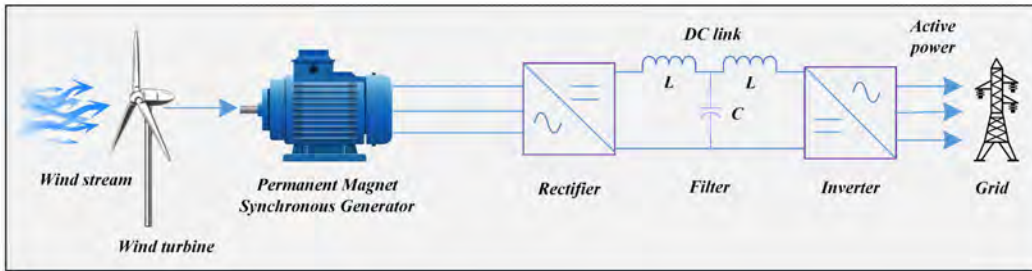 DC link
Active
power
L
L
C
Wind stream
Permanent Magnet
Synchronous Generator
Rectifier
Filter
Inverter
Grid
Wind turbine